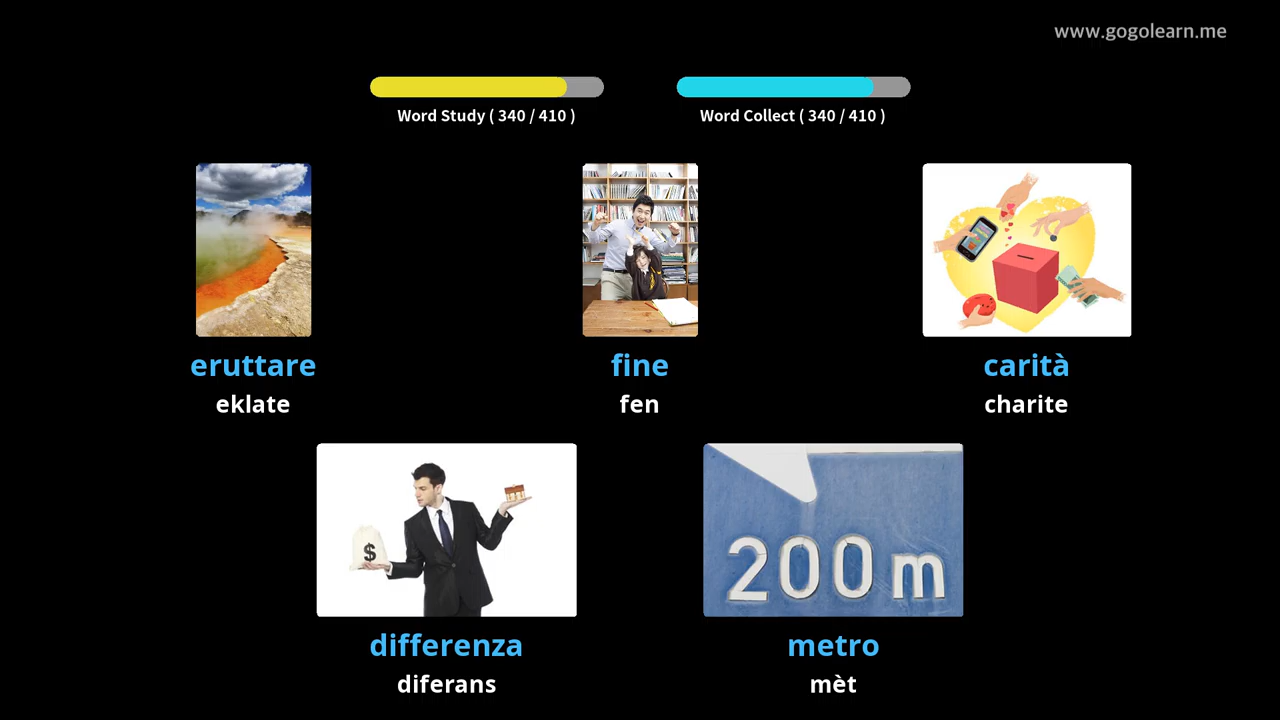 www.gogolearn.me
Word Study ( 340 / 410 )
Word Collect ( 340 / 410 )
eruttare
eklate
fine
fen
carità
charite
$
differenza
diferans
200 m
metro
mèt